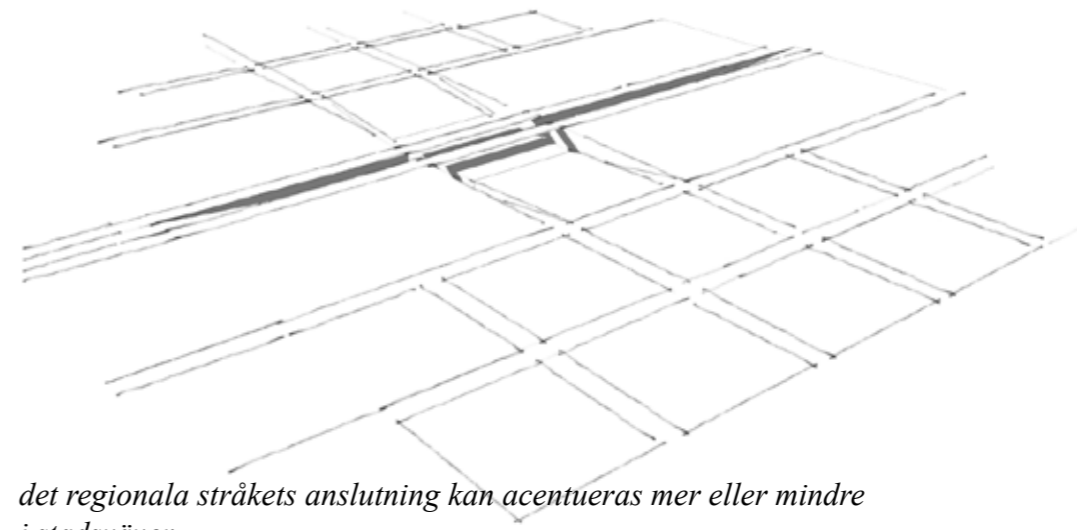 det regionala stråkets anslutning kan acentueras mer eller mindre
i